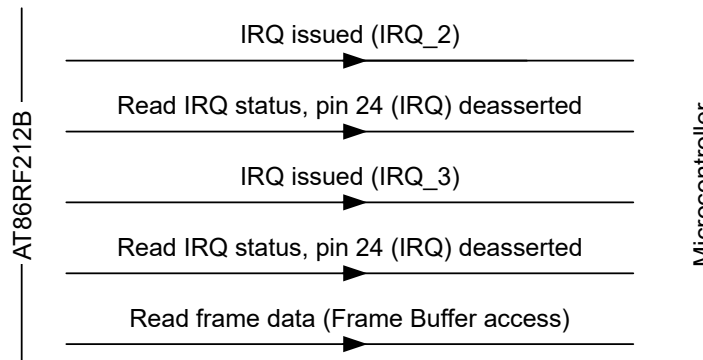 IRQ issued (IRQ_2)
Read IRQ status, pin 24 (IRQ) deasserted
IRQ issued (IRQ_3)
Read IRQ status, pin 24 (IRQ) deasserted
Read frame data (Frame Buffer access)
AT86RF212B
Microcontroller